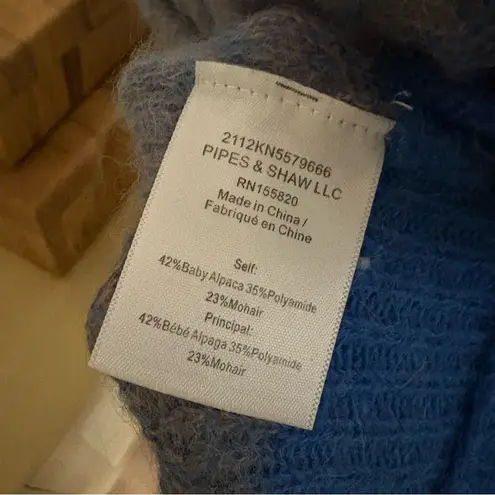 2112KN5579666
PIPES & SHAW LLC
RN155820
Made in China /
Fabriqué en Chine
Self:
42%Baby Alpaca 35%Polyamide
23%Mohair
Principal:
42%Bébé Alpaga 35%Polyamide
23%Mohair